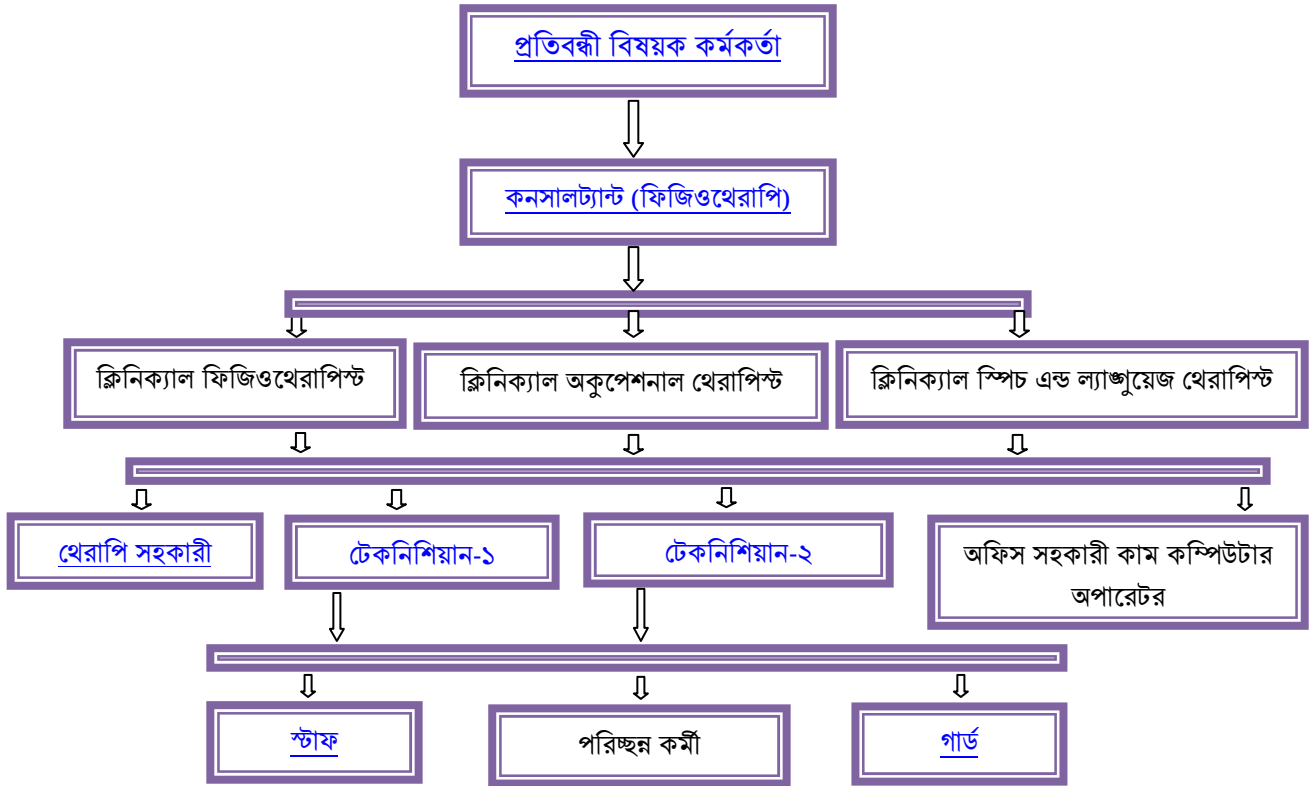 প্রতিবন্ধী বিষয়ক কর্মকর্তা
কনসালট্যান্ট (ফিজিওথেরাপি)
ক্লিনিক্যাল ফিজিওথেরাপিস্ট
ক্লিনিক্যাল অকুপেশনাল থেরাপিস্ট
ক্লিনিক্যাল স্পিচ এন্ড ল্যাঙ্গুয়েজ থেরাপিস্ট
থেরাপি সহকারী
টেকনিশিয়ান-১
টেকনিশিয়ান-২
অফিস সহকারী কাম কম্পিউটার
অপারেটর
স্টাফ
পরিচ্ছন্ন কর্মী
গার্ড